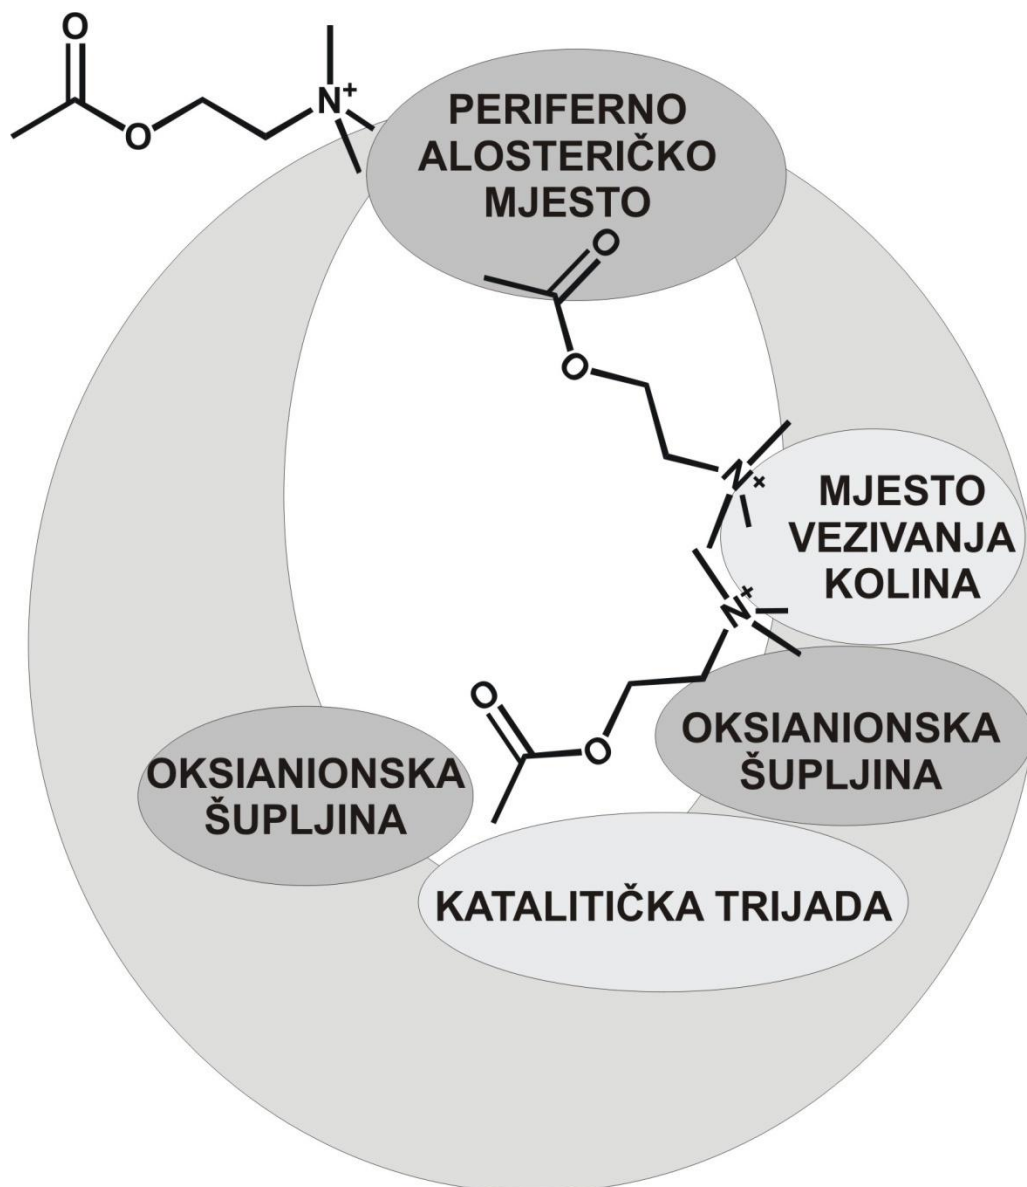 O
O
N+
PERIFERNO
ALOSTERIČKO
MJESTO
O
O
N+
MJESTO
VEZIVANJA
KOLINA
N+
O
O
OKSIANIONSKA
ŠUPLJINA
OKSIANIONSKA
ŠUPLJINA
KATALITIČKA TRIJADA